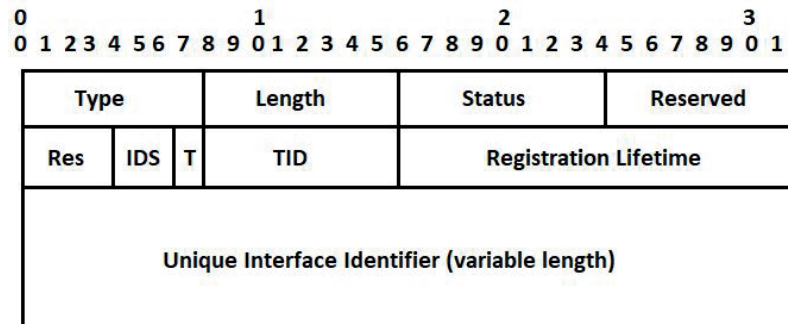 0 1 2 3
0 1 2 3 4 5 6 7 8 9 0 1 2 3 4 5 6 7 8 9 0 1 2 3 4 5 6 7 8 9 0 1
Type Length Status Reserved
Res IDS T TID Registration Lifetime
Unique Interface Identifier (variable length)